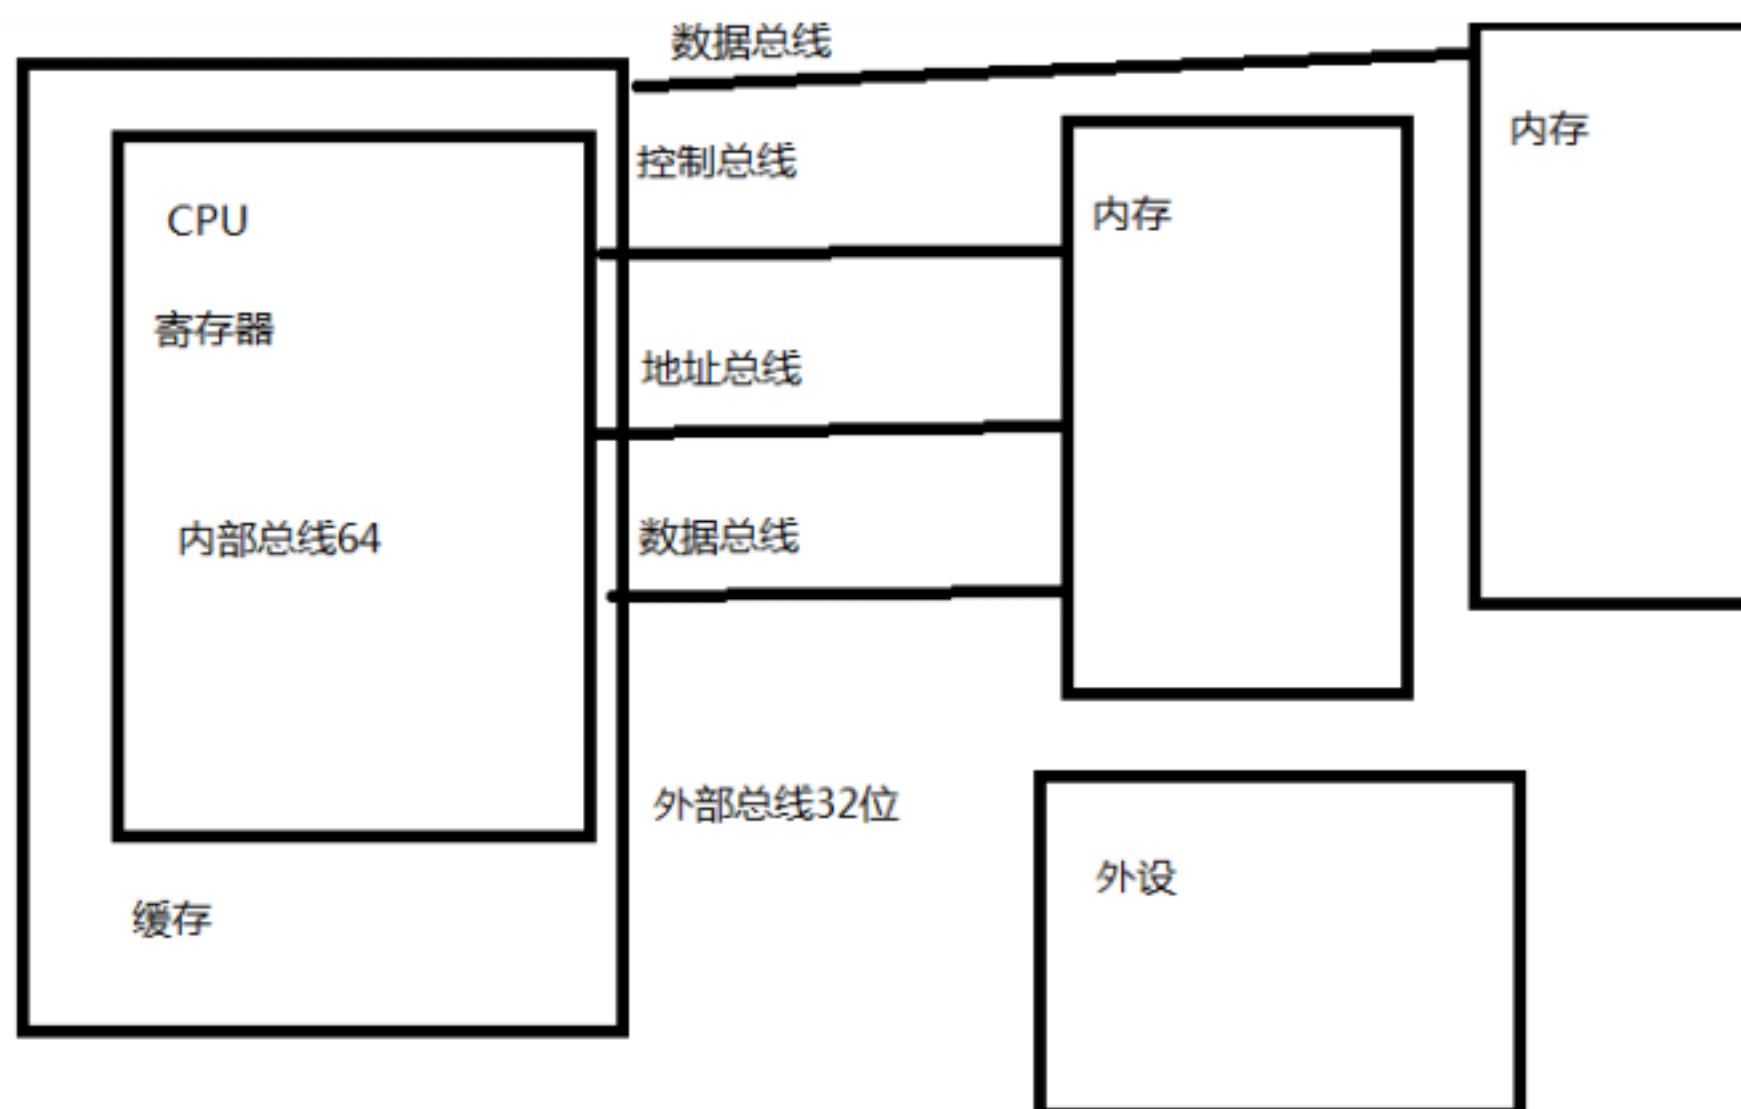 数据总线
内存
控制总线
CPU
内存
寄存器
地址总线
内部总线64
数据总线
外部总线32位
外设
缓存